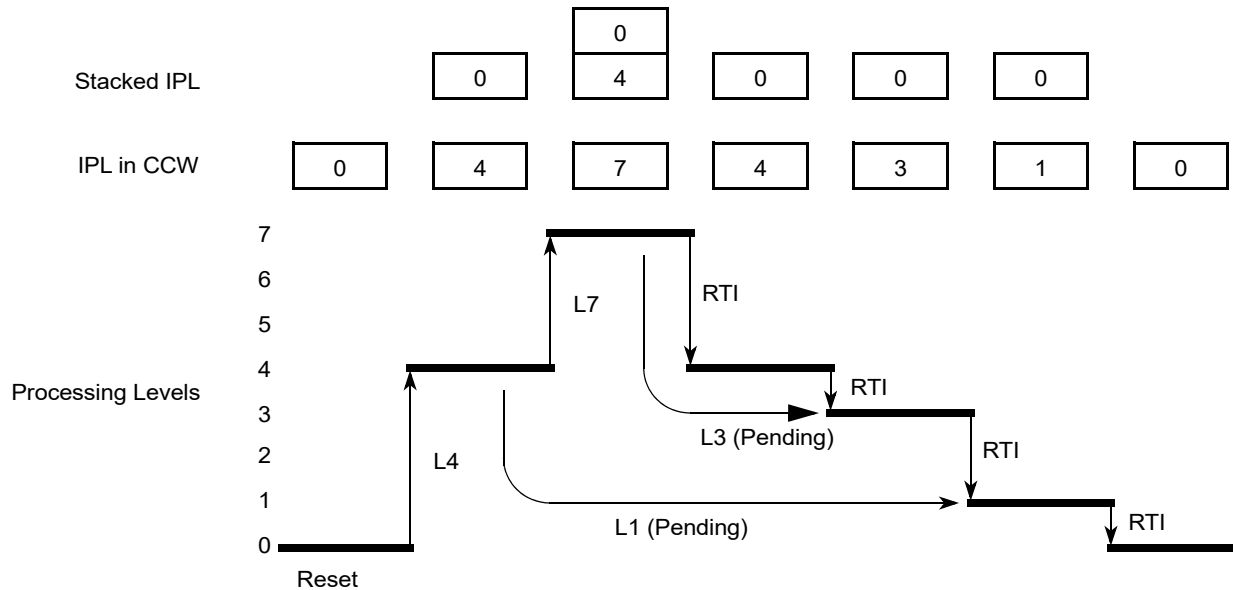 0
Stacked IPL 0 4 0 0 0
IPL in CCW 0 4 7 4 3 1 0
7
6
L7 RTI
5
4
Processing Levels RTI
3
L3 (Pending)
2 L4 RTI
1
L1 (Pending) RTI
0
Reset